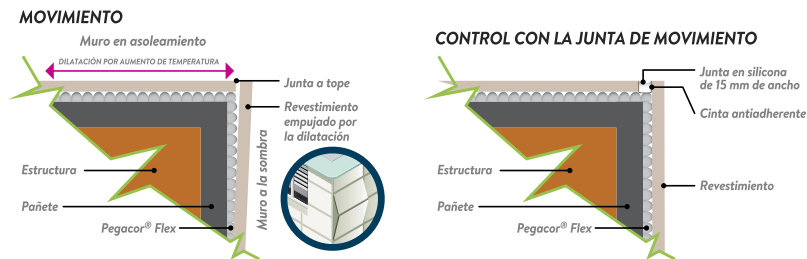 MOVIMIENTO
Muro en asoleamiento
DILATACIÓN POR AUMENTO DE TEMPERATURA
Junta a tope
Revestimiento
empujado por
la dilatación
Muro a la sombra
Estructura
Pañete
Pegacor® Flex
CONTROL CON LA JUNTA DE MOVIMIENTO
Junta en silicona
de 15 mm de ancho
Cinta antiadherente
Estructura
Revestimiento
Pañete
Pegacor® Flex